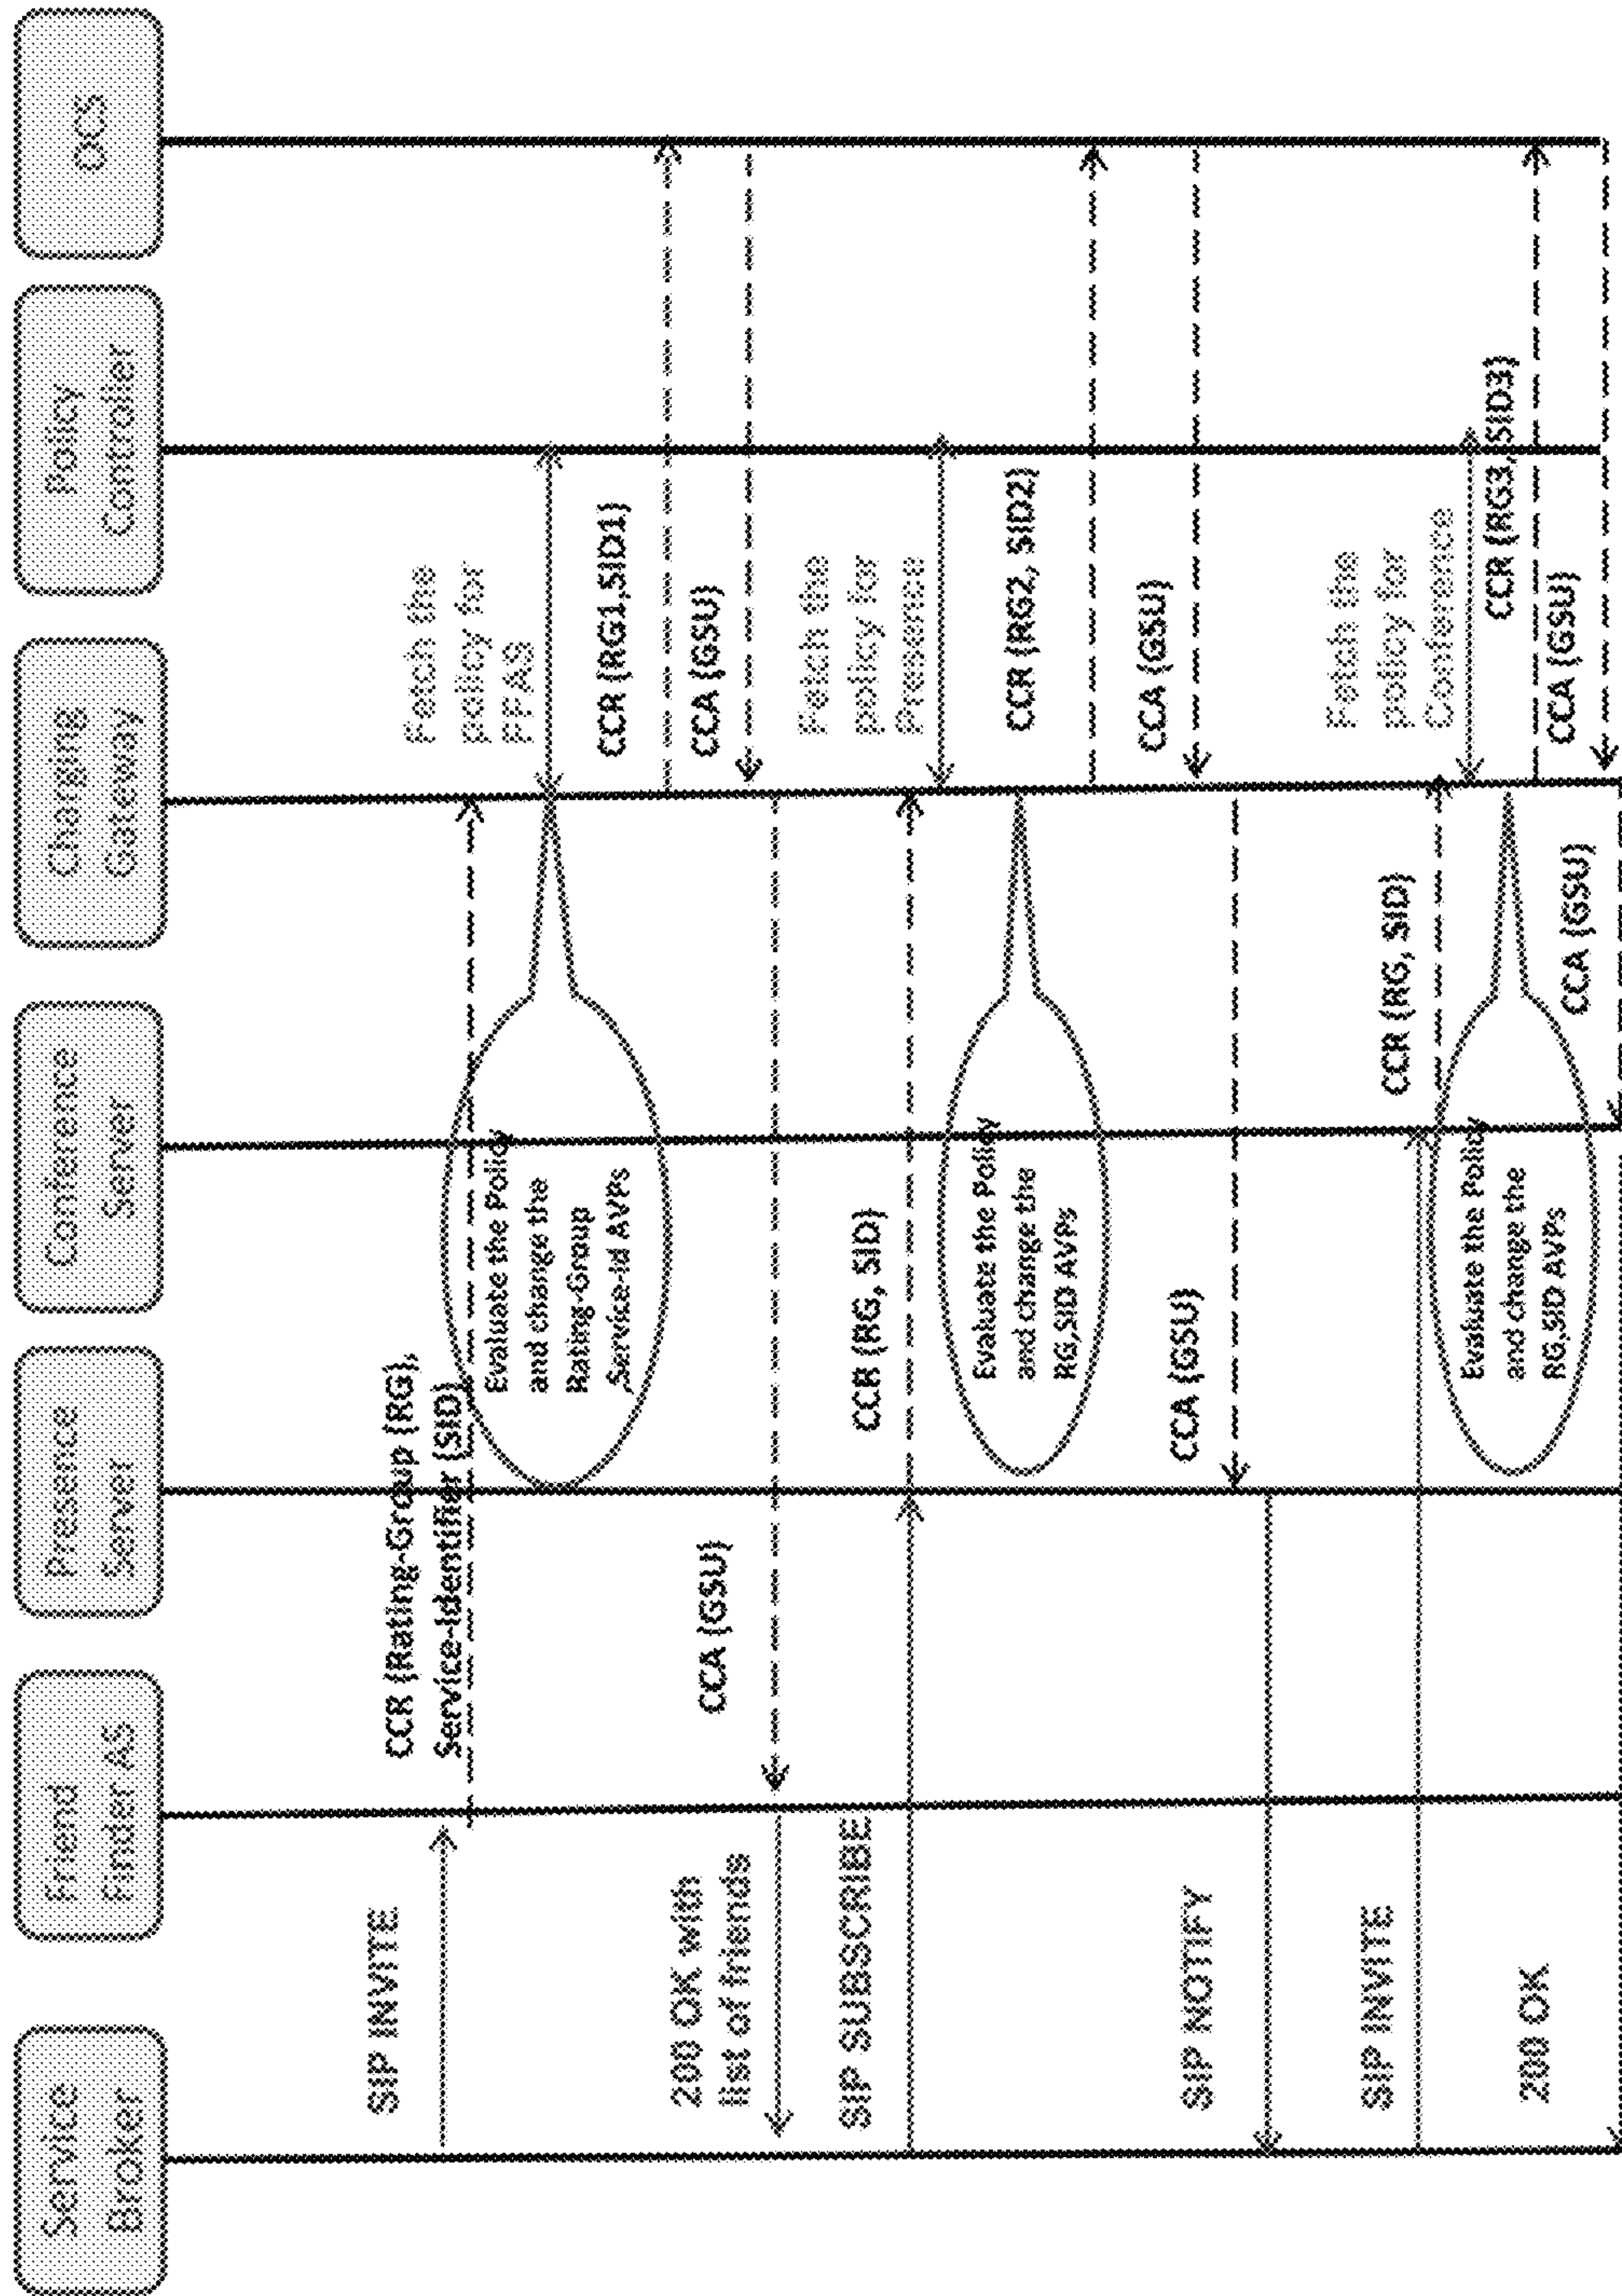 Service
Broker
Friend
Finder AS
Presence
Server
Conference
Server
Charging
Gateway
Policy
Controller
OCS
SIP INVITE
CCR (Rating-Group (RG),
Service-Identifier (SID)
Fetch the
policy for
FFAS
Evaluate the Policy
and change the
Rating-Group
,Service-Id AVPs
CCR (RG1,SID1)
CCA (GSU)
CCA (GSU)
200 OK with
list of friends
SIP SUBSCRIBE
CCR (RG, SID)
Fetch the
policy for
Presence
Evaluate the Policy
and change the
RG,SID AVPs
CCR (RG2, SID2)
CCA (GSU)
CCA (GSU)
SIP NOTIFY
SIP INVITE
CCR (RG, SID)
Fetch the
policy for
Conference
Evaluate the Policy
and change the
RG,SID AVPs
CCR (RG3, SID3)
CCA (GSU)
CCA (GSU)
200 OK